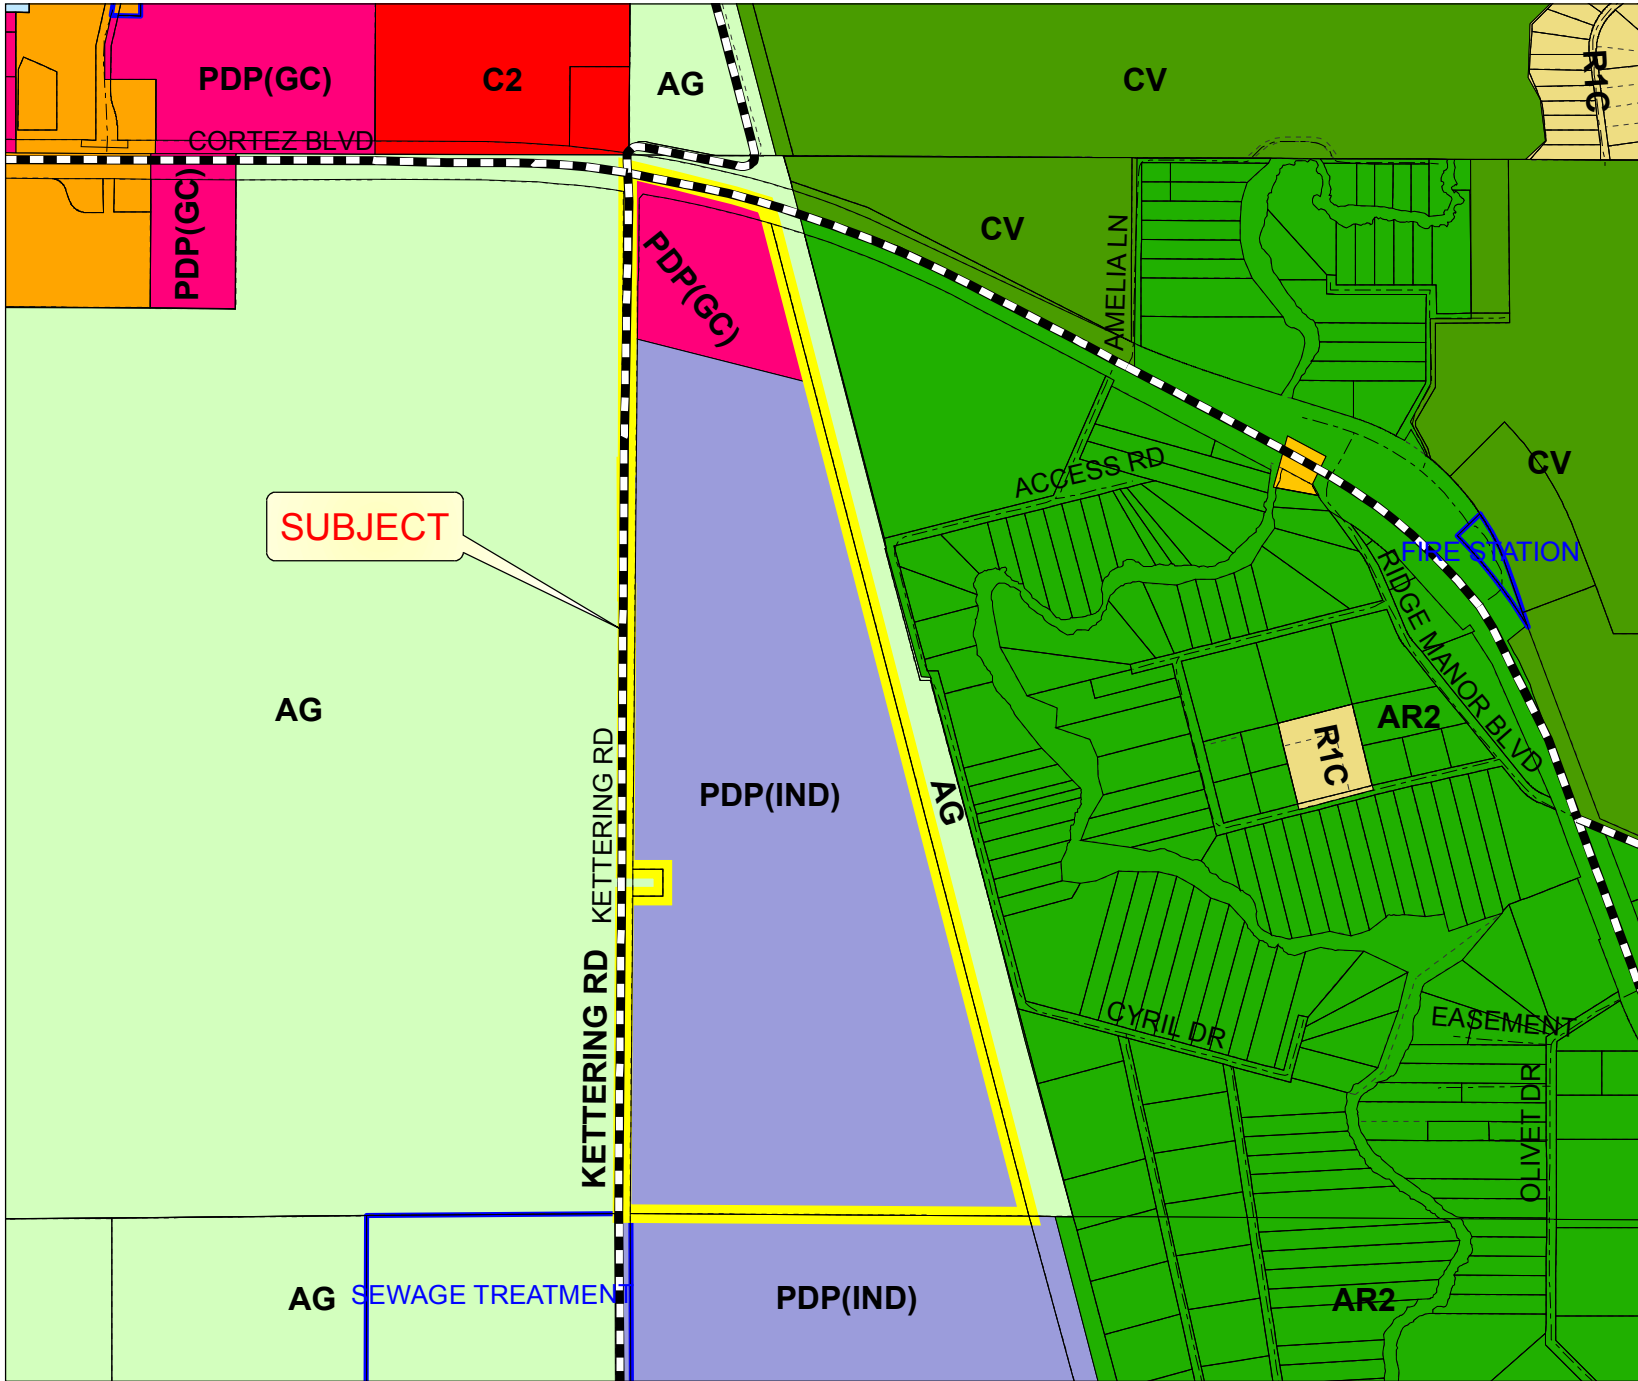 PDP(GC)
C2
AG
CV
R1C
CORTEZ BLVD
PDP(GC)
CV
AMELIA LN
PDP(GC)
ACCESS RD
CV
SUBJECT
FIRE STATION
RIDGE MANOR BLVD
AG
AR2
R1C
KETTERING RD
PDP(IND)
AG
KETTERING RD
CYRIL DR
EASEMENT
OLIVET DR
AG
SEWAGE TREATMENT
PDP(IND)
AR2